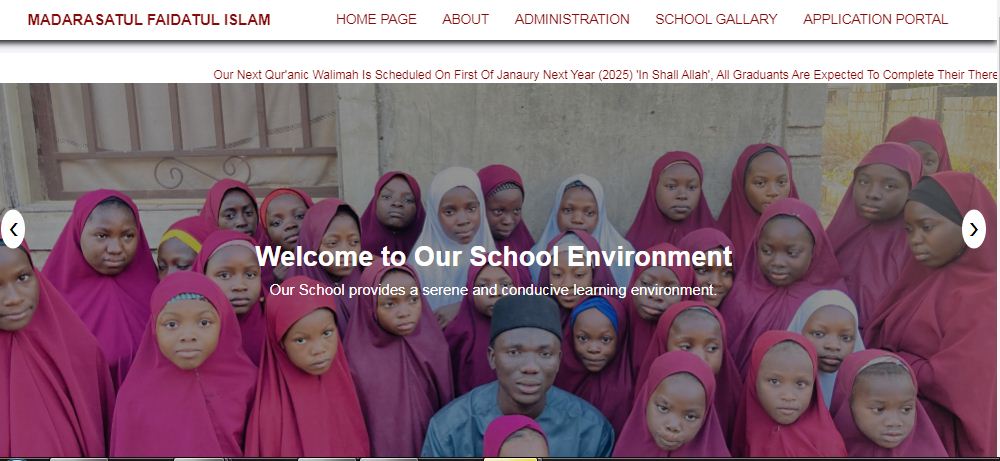 MADARASATUL FAIDATUL ISLAM
HOME PAGE ABOUT ADMINISTRATION SCHOOL GALLARY APPLICATION PORTAL
Our Next Qur'anic Walimah Is Scheduled On First Of Janaury Next Year (2025) 'In Shall Allah', All Graduants Are Expected To Complete Their There
Welcome to Our School Environment
Our School provides a serene and conducive learning environment.